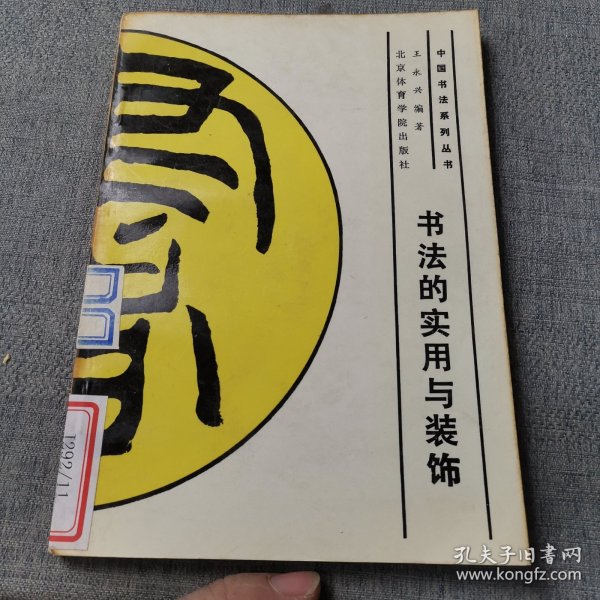 中国书法系列丛书
王永兴编著
北京体育学院出版社
书法的实用与装饰
J292/11
孔夫子旧书网
www.kongfz.com